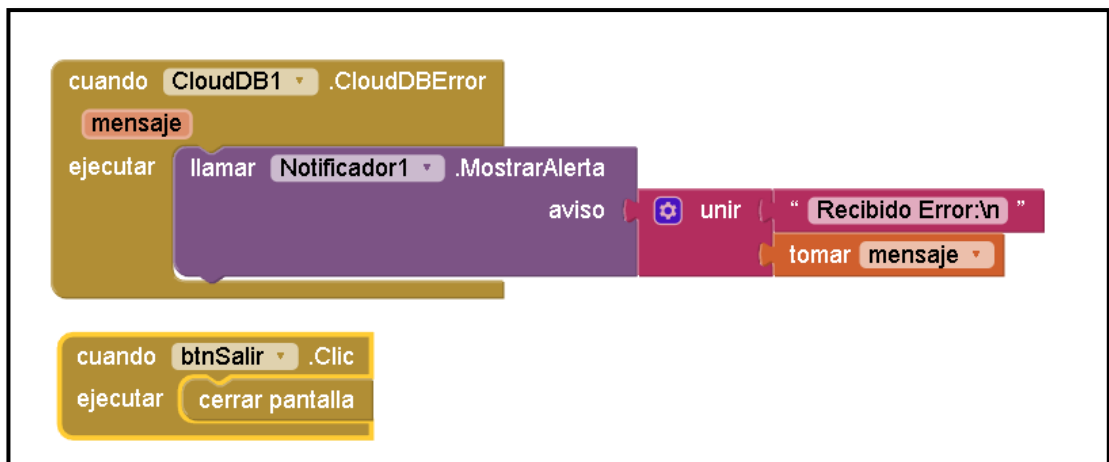 cuando CloudDB1 .CloudDBError
mensaje
ejecutar llamar Notificador1 .MostrarAlerta
aviso unir “ Recibido Error:\n ”
tomar mensaje
cuando btnSalir .Clic
ejecutar cerrar pantalla